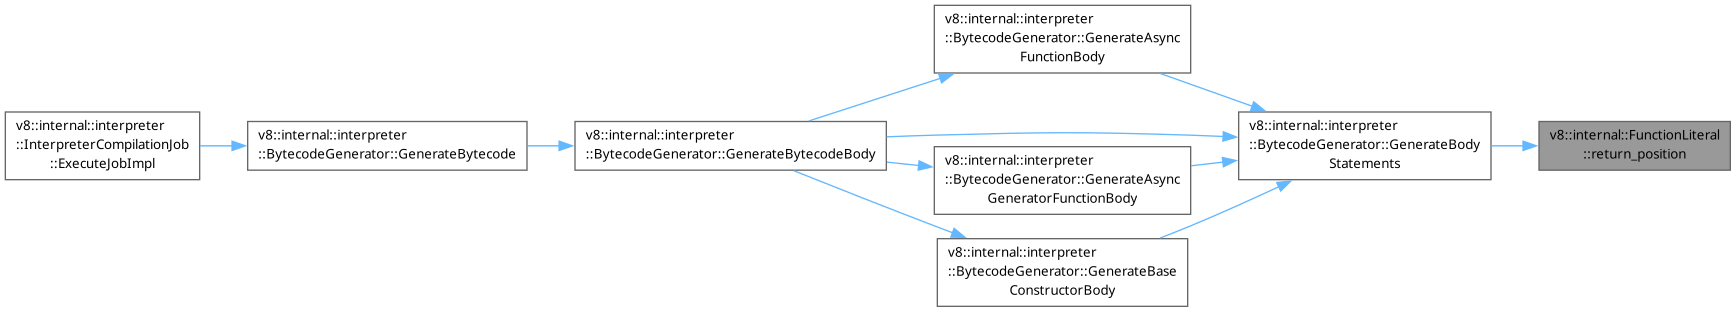 v8::internal::interpreter
::InterpreterCompilationJob
::ExecuteJobImpl
v8::internal::interpreter
::BytecodeGenerator::GenerateBytecode
v8::internal::interpreter
::BytecodeGenerator::GenerateBytecodeBody
v8::internal::interpreter
::BytecodeGenerator::GenerateAsync
FunctionBody
v8::internal::interpreter
::BytecodeGenerator::GenerateAsync
GeneratorFunctionBody
v8::internal::interpreter
::BytecodeGenerator::GenerateBase
ConstructorBody
v8::internal::interpreter
::BytecodeGenerator::GenerateBody
Statements
v8::internal::FunctionLiteral
::return_position